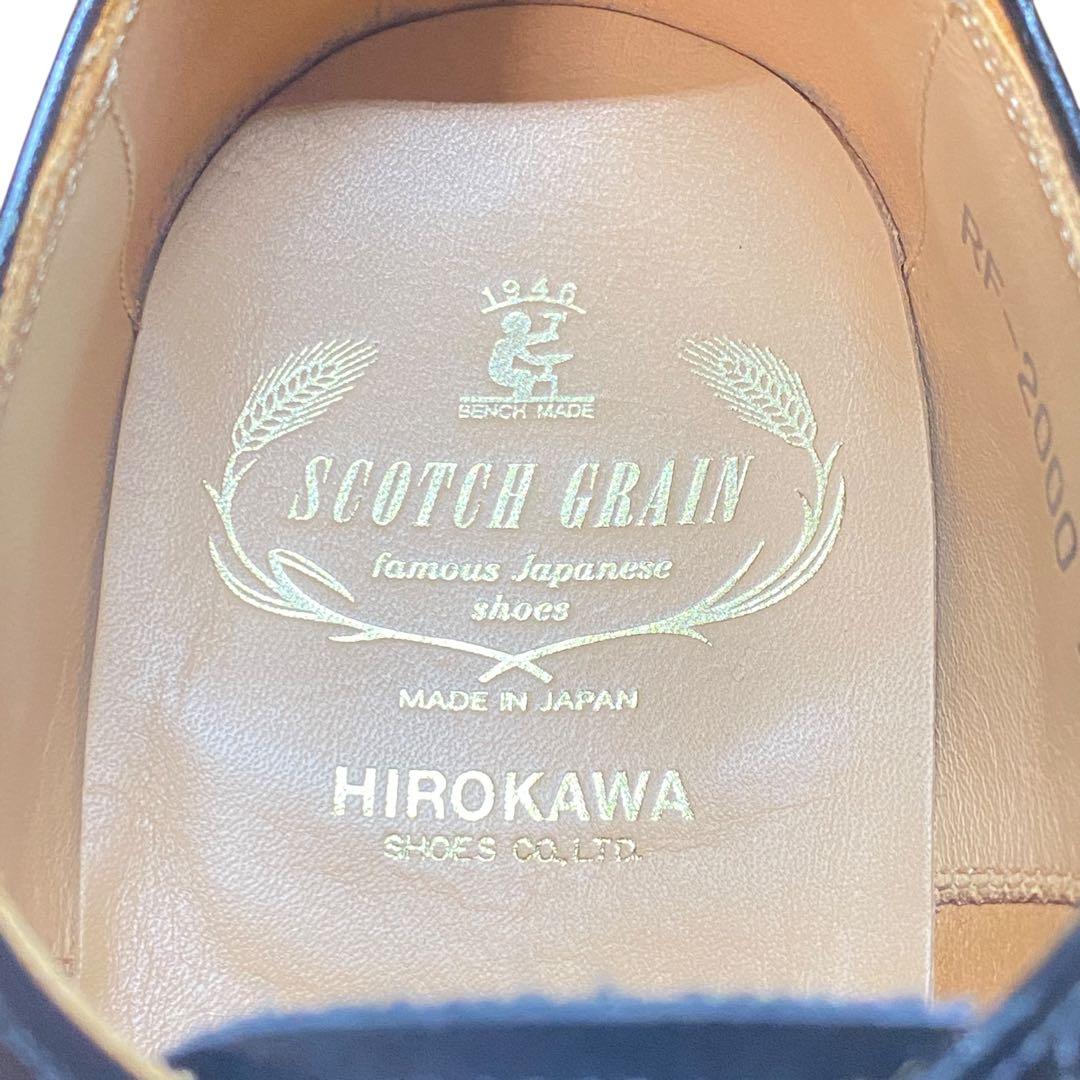 1946
BENCH MADE
SCOTCH GRAIN
famous Japanese
shoes
MADE IN JAPAN
HIROKAWA
SHOES CO.,LTD.
RF-2000